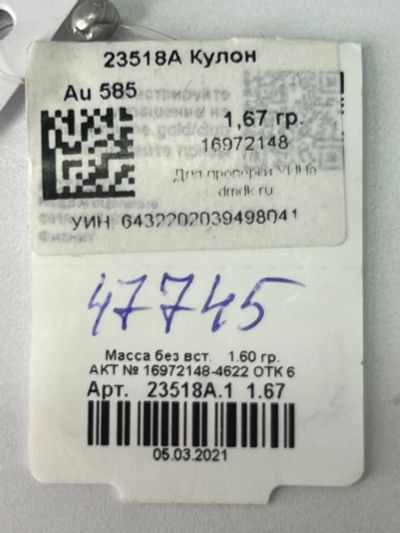 23518А Кулон
Au 585
1,67 гр.
16972148
Для проверки УИНа
dmdk.ru
УИН: 6432202039498041
Фианит
47745
Масса без вст. 1.60 гр.
АКТ № 16972148-4622 ОТК 6
Арт. 23518А.1 1.67
05.03.2021